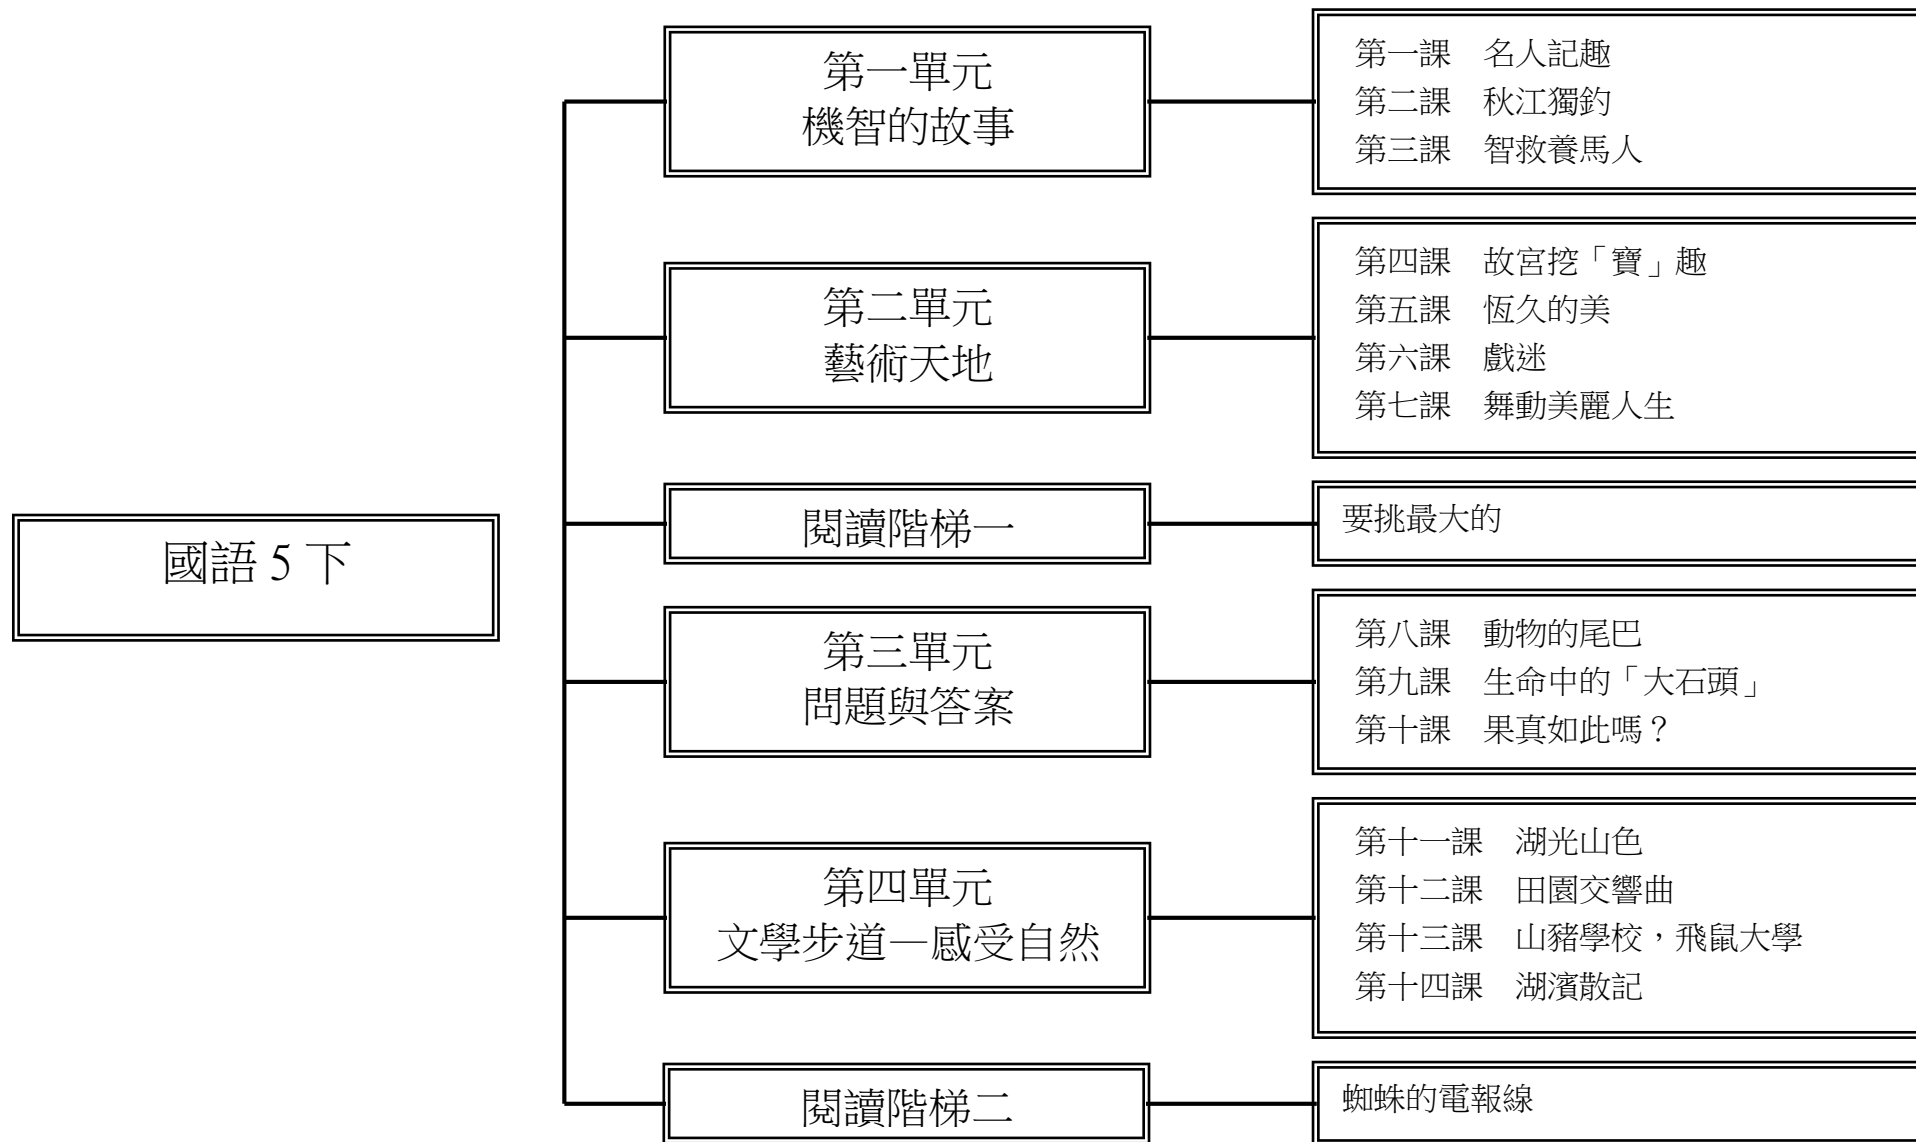 國語 5 下
第一單元
機智的故事
第一課　名人記趣
第二課　秋江獨釣
第三課　智救養馬人
第二單元
藝術天地
第四課　故宮挖「寶」趣
第五課　恆久的美
第六課　戲迷
第七課　舞動美麗人生
閱讀階梯一
要挑最大的
第三單元
問題與答案
第八課　動物的尾巴
第九課　生命中的「大石頭」
第十課　果真如此嗎？
第四單元
文學步道—感受自然
第十一課　湖光山色
第十二課　田園交響曲
第十三課　山豬學校，飛鼠大學
第十四課　湖濱散記
閱讀階梯二
蜘蛛的電報線